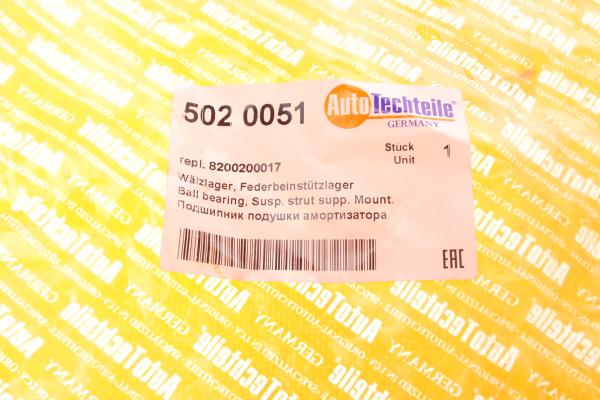 502 0051
AutoTechteile®
GERMANY
Stück 1
Unit
repl. 8200200017
Wälzlager, Federbeinstützlager
Ball bearing, Susp. strut supp. Mount.
Подшипник подушки амортизатора
EAC